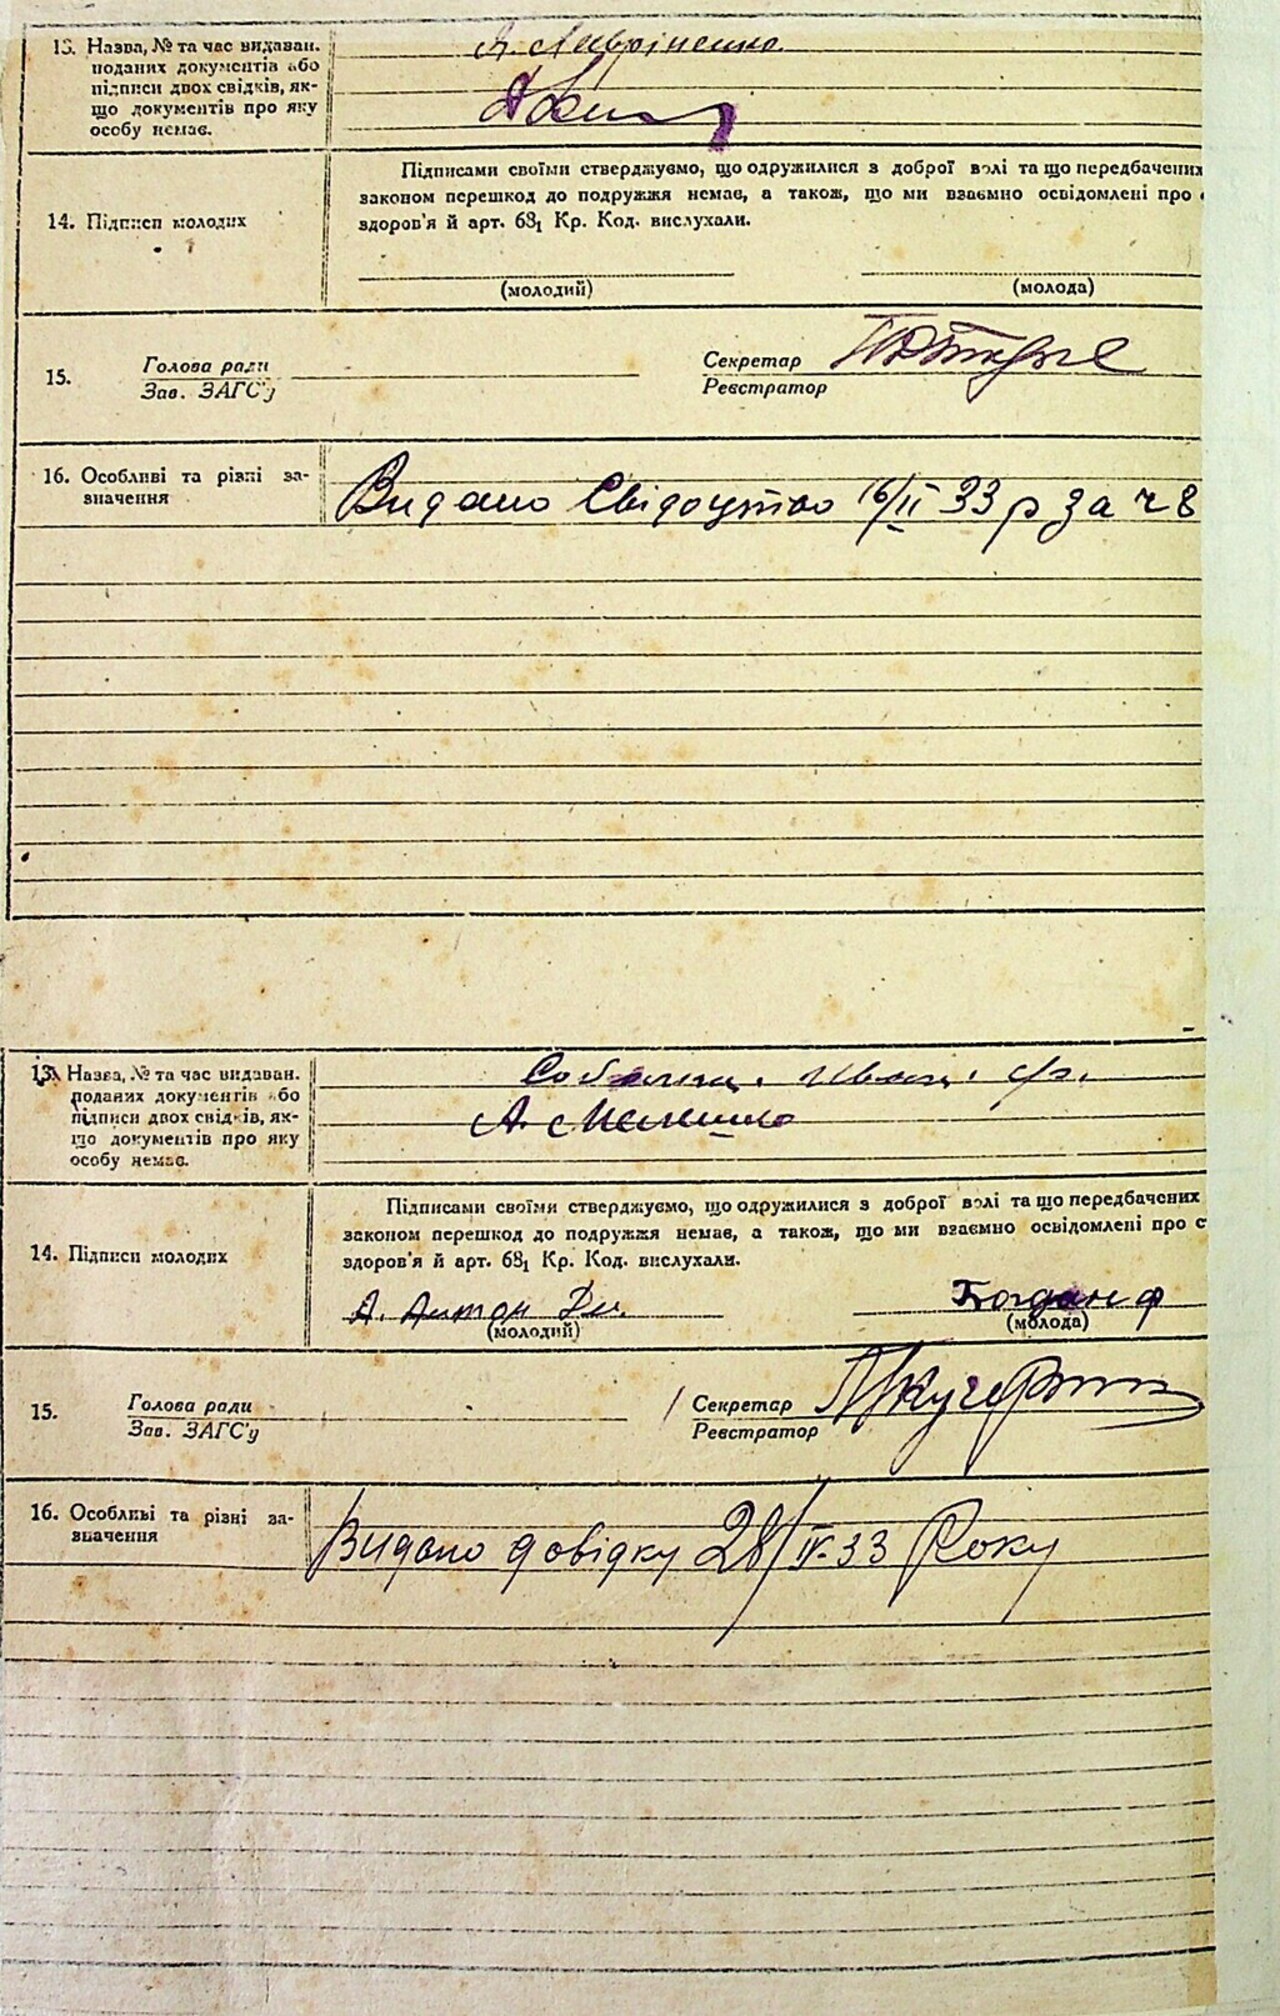 13. Назва, № та час видаван.
поданих документів або
підписи двох свідків, як-
що документів про яку
особу немає.
А. Лавріненко
Підписами своїми стверджуємо, що одружилися з доброї волі та що передбачених
законом перешкод до подружжя немає, а також, що ми взаємно освідомлені про
здоров'я й арт. 68₁ Кр. Код. вислухали.
14. Підписи молодих
(молодий) (молода)
15. Голова ради Секретар
Зав. ЗАГС'у Реєстратор
16. Особливі та різні за-
значення
Видано Свідоцтво 16/II 33 р за ч 8
13. Назва, № та час видаван.
поданих документів або
підписи двох свідків, як-
що документів про яку
особу немає.
Підписами своїми стверджуємо, що одружилися з доброї волі та що передбачених
законом перешкод до подружжя немає, а також, що ми взаємно освідомлені про с
здоров'я й арт. 68₁ Кр. Код. вислухали.
14. Підписи молодих
А. Антон Дм. Богдан ф
(молодий) (молода)
15. Голова ради Секретар
Зав. ЗАГС'у Реєстратор
16. Особливі та різні за-
значення
Видано довідку 28/IV-33 Року